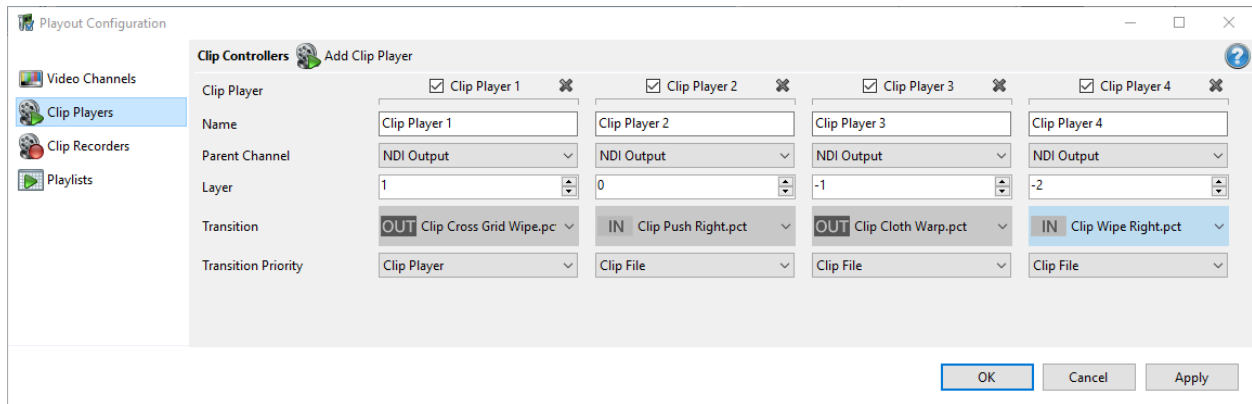 Playout Configuration
Video Channels
Clip Players
Clip Recorders
Playlists
Clip Controllers Add Clip Player
Clip Player Clip Player 1 Clip Player 2 Clip Player 3 Clip Player 4
Name Clip Player 1 Clip Player 2 Clip Player 3 Clip Player 4
Parent Channel NDI Output NDI Output NDI Output NDI Output
Layer 1 0 -1 -2
Transition OUT Clip Cross Grid Wipe.pc IN Clip Push Right.pct OUT Clip Cloth Warp.pct IN Clip Wipe Right.pct
Transition Priority Clip Player Clip File Clip File Clip File
OK Cancel Apply